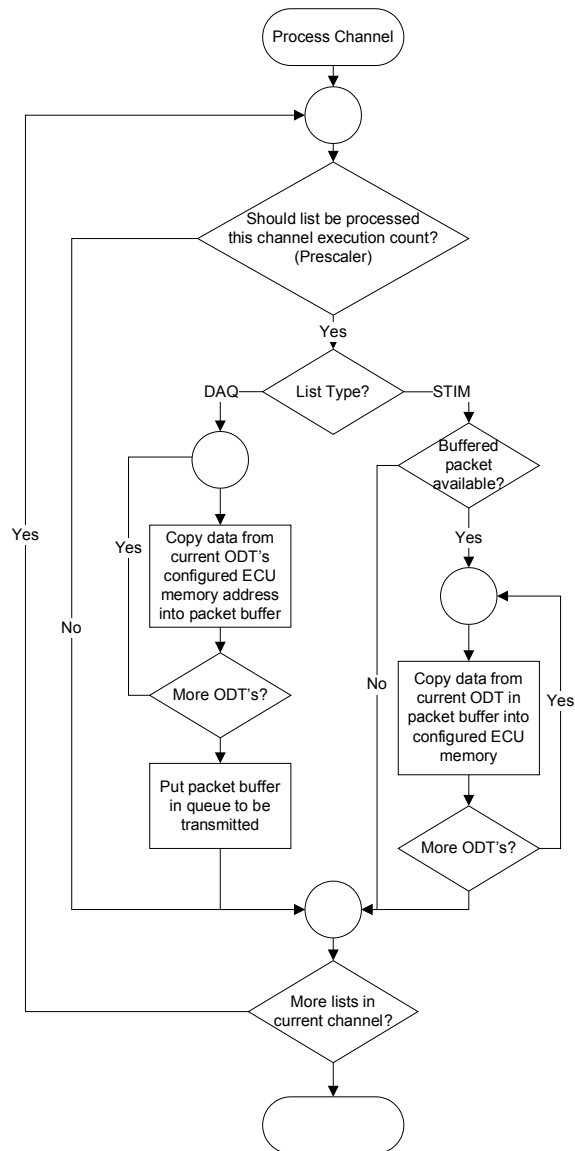 Process Channel
Should list be processed
this channel execution count?
(Prescaler)
Yes
DAQ
List Type?
STIM
Buffered
packet
available?
Yes
Yes
Copy data from
current ODT's
configured ECU
memory address
into packet buffer
Yes
No
More ODT's?
No
Copy data from
current ODT in
packet buffer into
configured ECU
memory
Yes
Put packet buffer
in queue to be
transmitted
More ODT's?
More lists in
current channel?